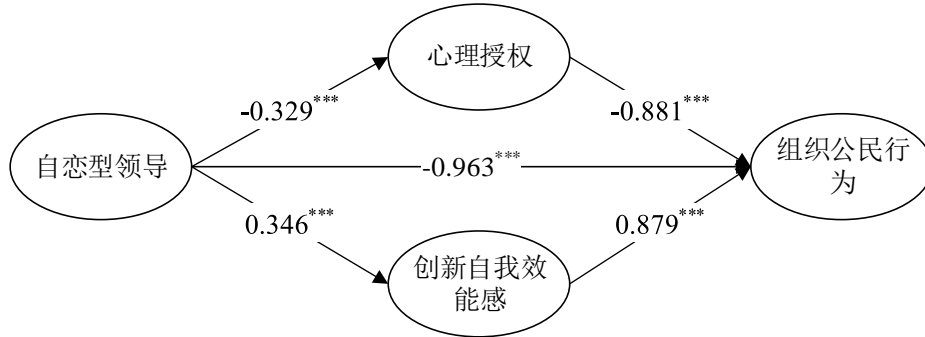 心理授权
-0.329***
-0.881***
自恋型领导
-0.963***
组织公民行
为
0.346***
0.879***
创新自我效
能感